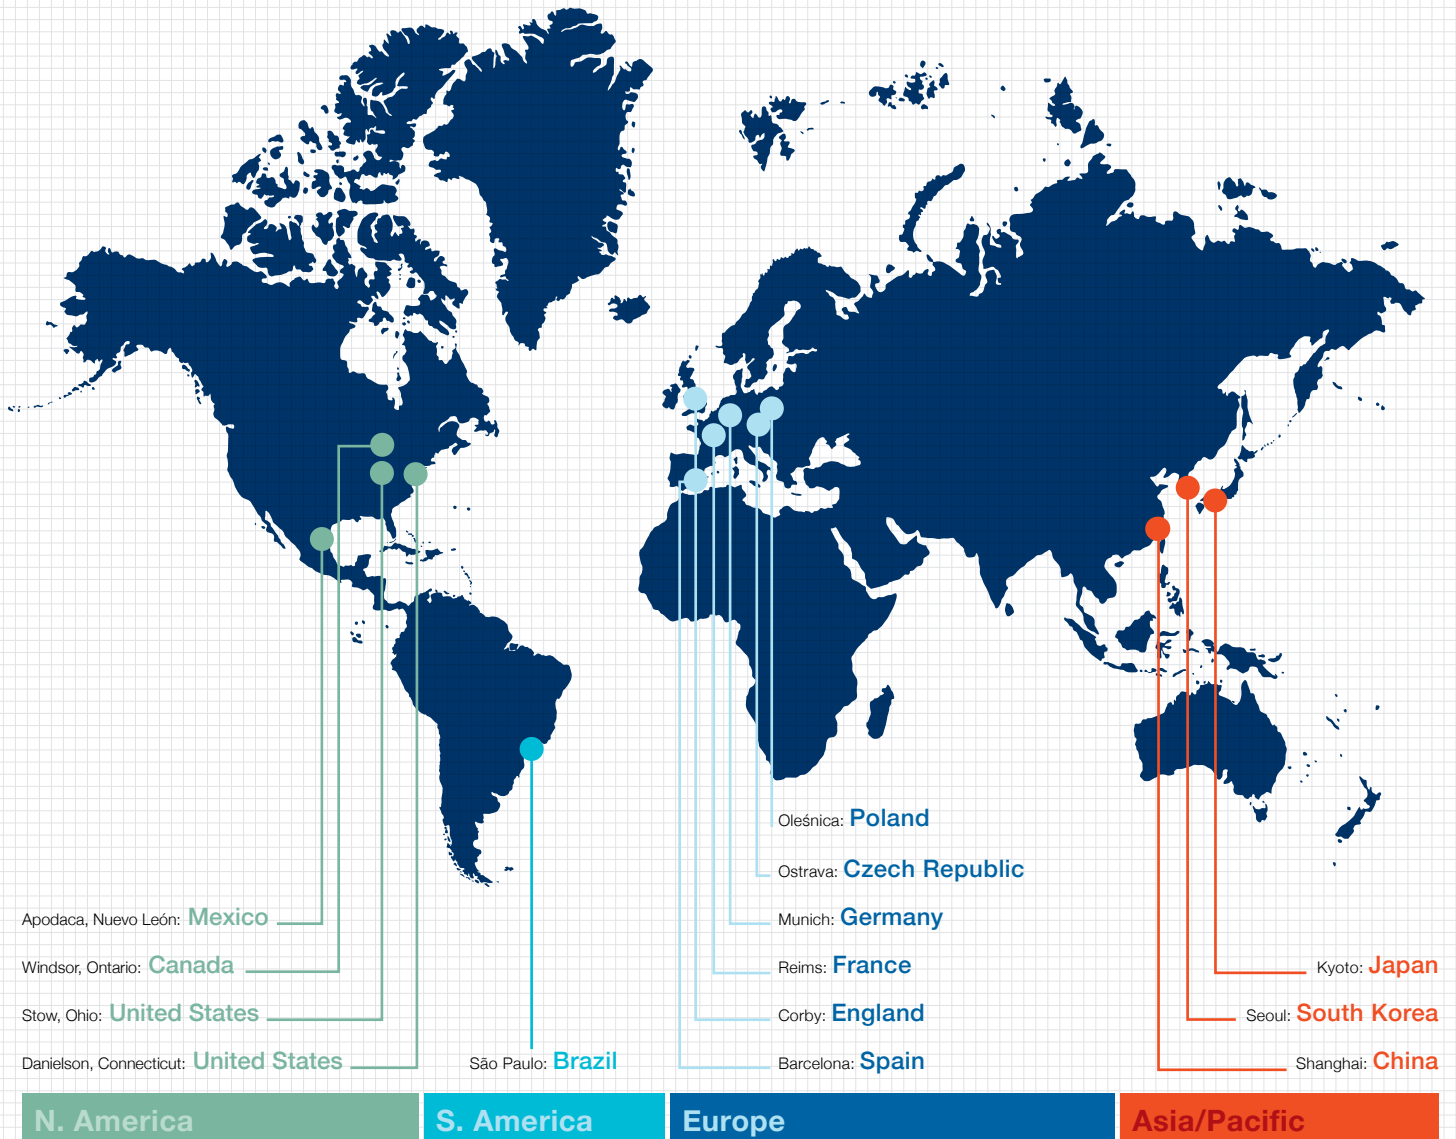 Oleśnica: Poland
Ostrava: Czech Republic
Apodaca, Nuevo León: Mexico
Munich: Germany
Windsor, Ontario: Canada
Reims: France
Kyoto: Japan
Stow, Ohio: United States
Corby: England
Seoul: South Korea
Danielson, Connecticut: United States
São Paulo: Brazil
Barcelona: Spain
Shanghai: China
N. America
S. America
Europe
Asia/Pacific